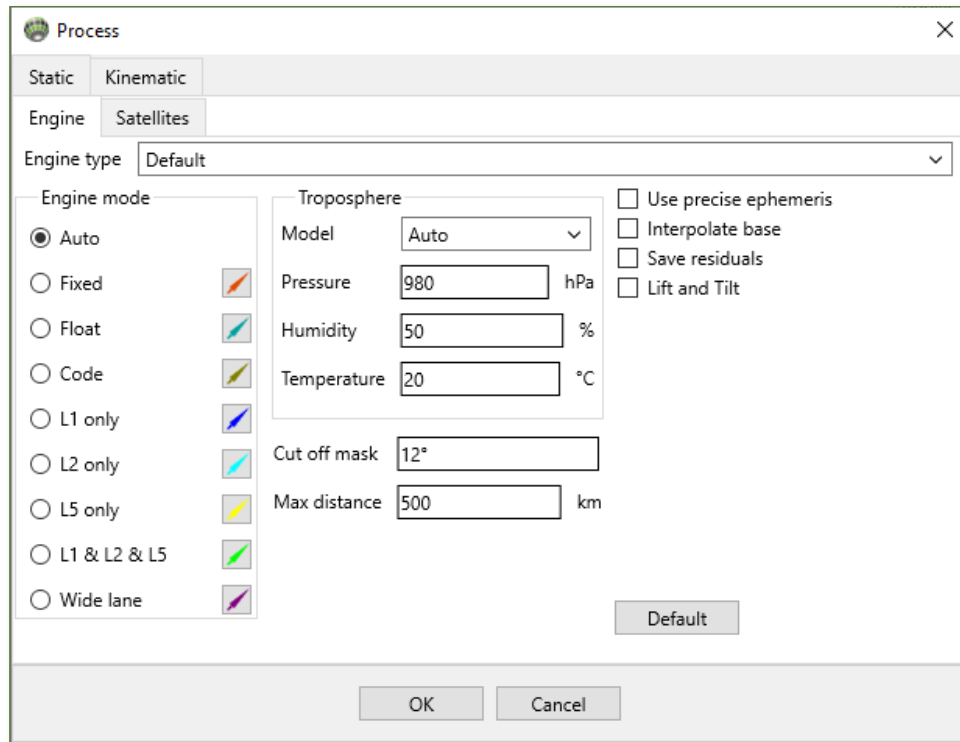 Process
Static Kinematic
Engine Satellites
Engine type Default
Engine mode
Auto
Fixed
Float
Code
L1 only
L2 only
L5 only
L1 & L2 & L5
Wide lane
Troposphere
Model Auto
Pressure 980 hPa
Humidity 50 %
Temperature 20 °C
Cut off mask 12°
Max distance 500 km
Use precise ephemeris
Interpolate base
Save residuals
Lift and Tilt
Default
OK Cancel